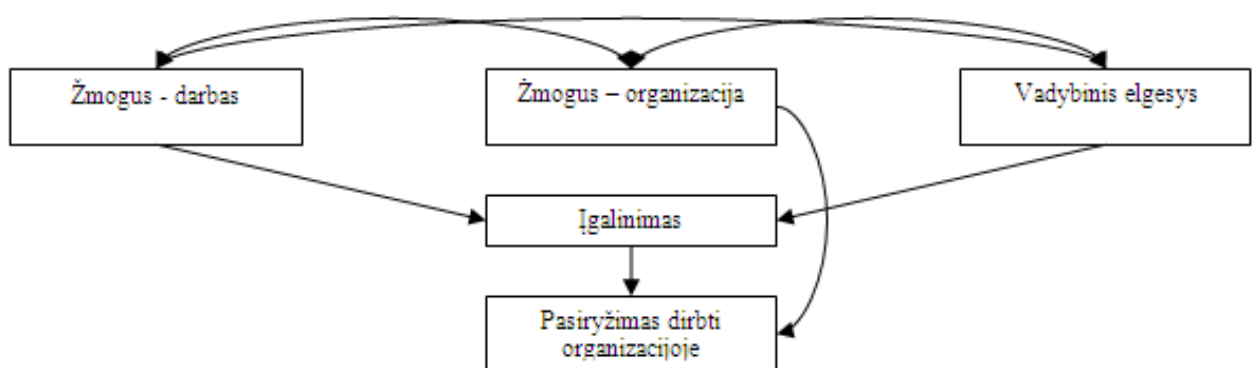 Žmogus - darbas
Žmogus – organizacija
Vadybinis elgesys
Įgalinimas
Pasiryžimas dirbti
organizacijoje